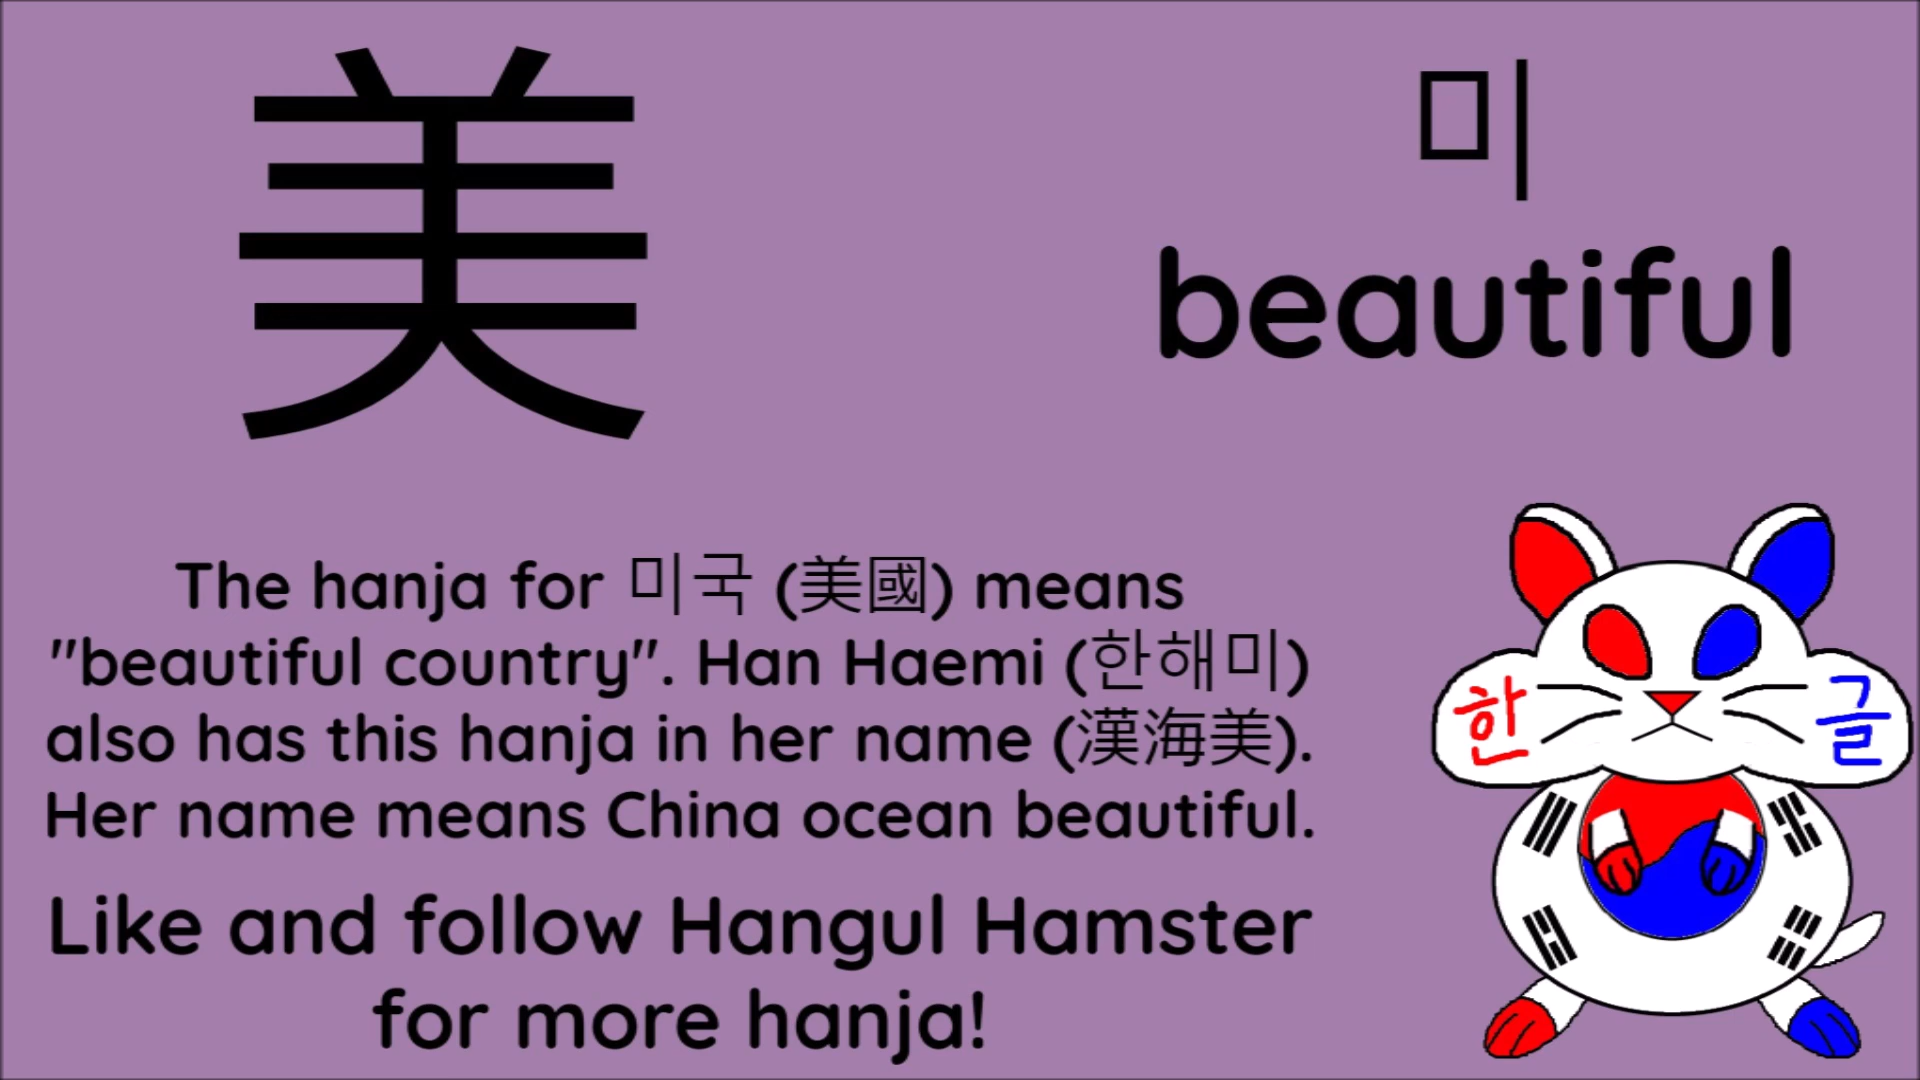 美
미
beautiful
The hanja for 미국 (美國) means
"beautiful country". Han Haemi (한해미)
also has this hanja in her name (漢海美).
Her name means China ocean beautiful.
Like and follow Hangul Hamster
for more hanja!
한 글